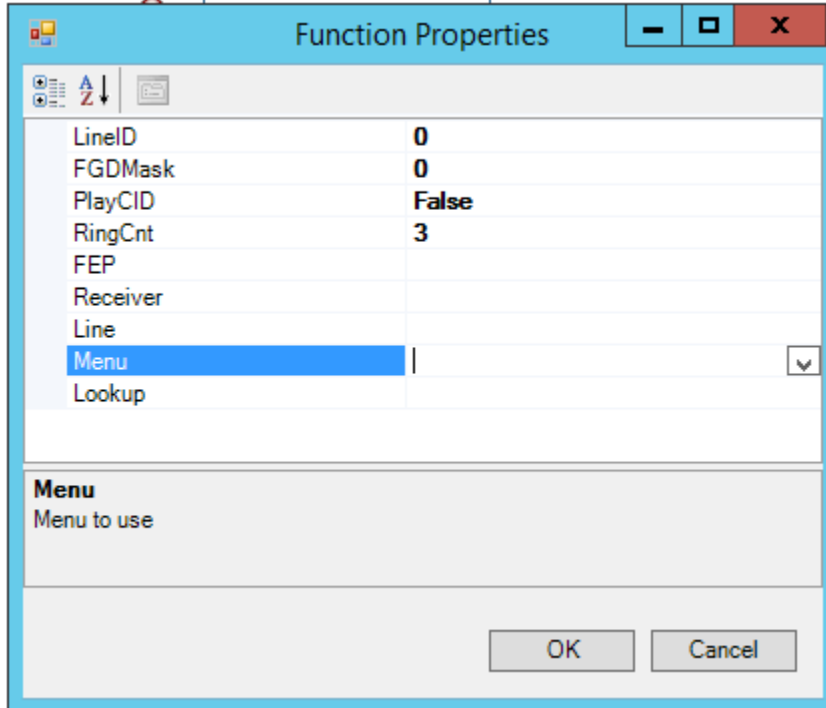 Function Properties
LineID 0
FGDMask 0
PlayCID False
RingCnt 3
FEP
Receiver
Line
Menu
Lookup
Menu
Menu to use
OK Cancel